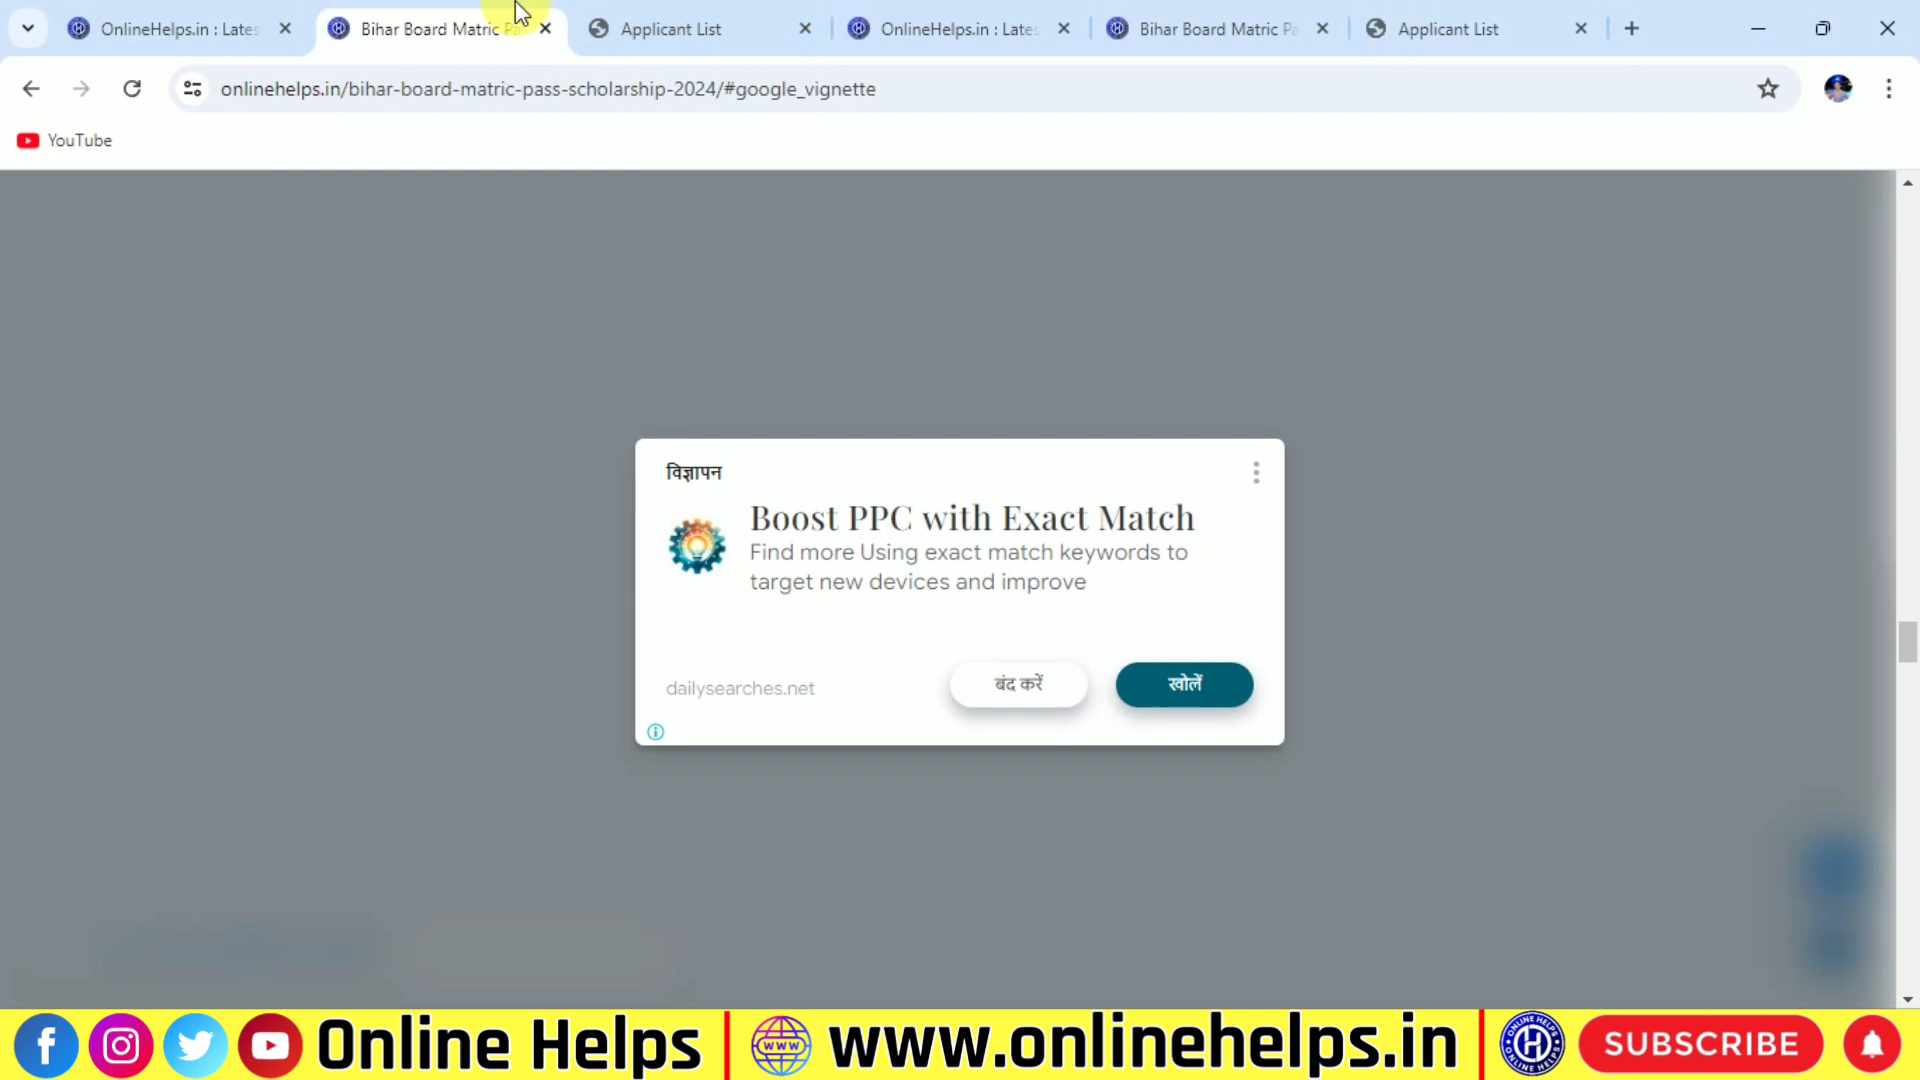 OnlineHelps.in : Lates
Bihar Board Matric Pa
Applicant List
OnlineHelps.in : Lates
Bihar Board Matric Pa
Applicant List
onlinehelps.in/bihar-board-matric-pass-scholarship-2024/#google_vignette
YouTube
विज्ञापन
Boost PPC with Exact Match
Find more Using exact match keywords to
target new devices and improve
dailysearches.net
बंद करें
खोलें
Online Helps
www.onlinehelps.in
SUBSCRIBE